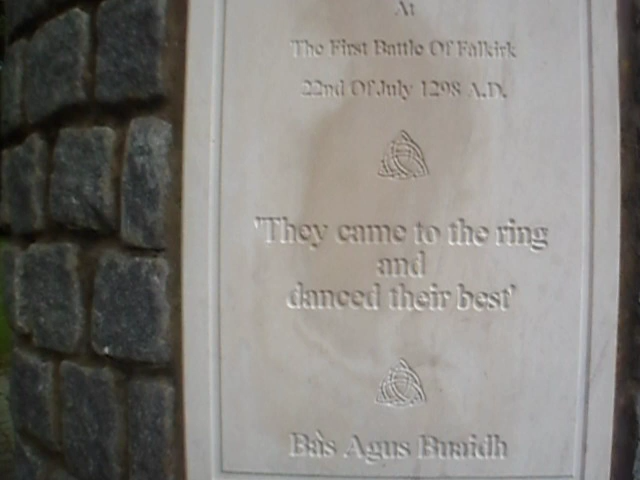 At
The First Battle Of Falkirk
22nd Of July 1298 A.D.
'They came to the ring
and
danced their best'
Bàs Agus Buaidh